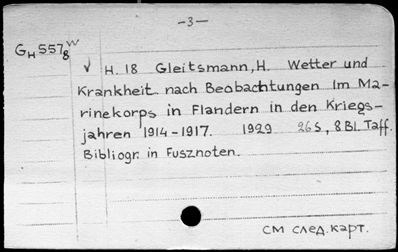 -3-
GH 557 w/8
√ H. 18 Gleitsmann, H. Wetter und
Krankheit nach Beobachtungen im Ma-
rinekorps in Flandern in den Kriegs-
jahren 1914-1917. 1929 26 S, 8 Bl. Taff.
Bibliogr. in Fusznoten.
см след. карт.